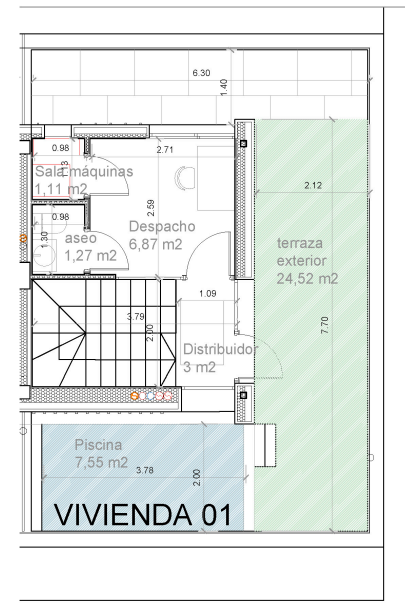 6.30
1.40
0.98
1.13
2.71
Sala máquinas
1,11 m2
2.12
0.98
2.59
Despacho
6,87 m2
1.30
aseo
1,27 m2
terraza
exterior
24,52 m2
1.09
3.79
2.00
7.70
Distribuidor
3 m2
Piscina
7,55 m2
3.78
2.00
VIVIENDA 01